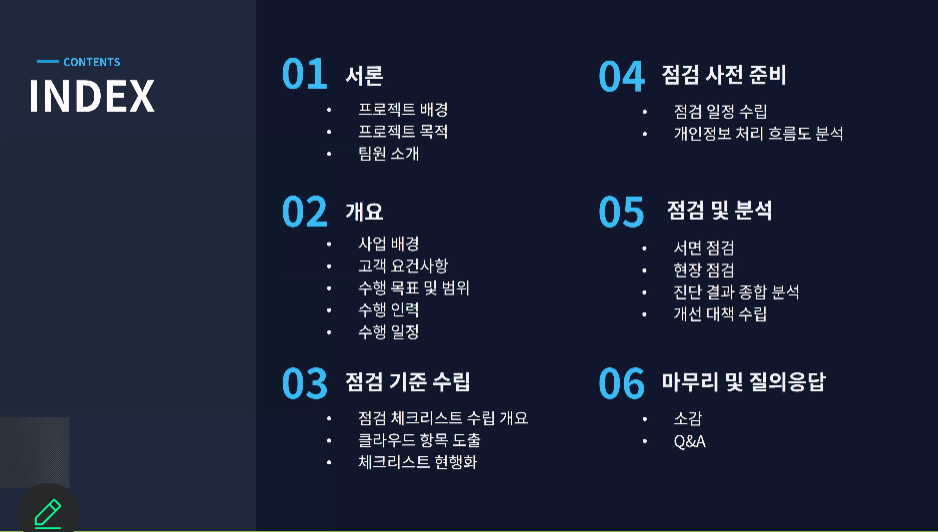 CONTENTS
INDEX
01 서론
• 프로젝트 배경
• 프로젝트 목적
• 팀원 소개
02 개요
• 사업 배경
• 고객 요건사항
• 수행 목표 및 범위
• 수행 인력
• 수행 일정
03 점검 기준 수립
• 점검 체크리스트 수립 개요
• 클라우드 항목 도출
• 체크리스트 현행화
04 점검 사전 준비
• 점검 일정 수립
• 개인정보 처리 흐름도 분석
05 점검 및 분석
• 서면 점검
• 현장 점검
• 진단 결과 종합 분석
• 개선 대책 수립
06 마무리 및 질의응답
• 소감
• Q&A